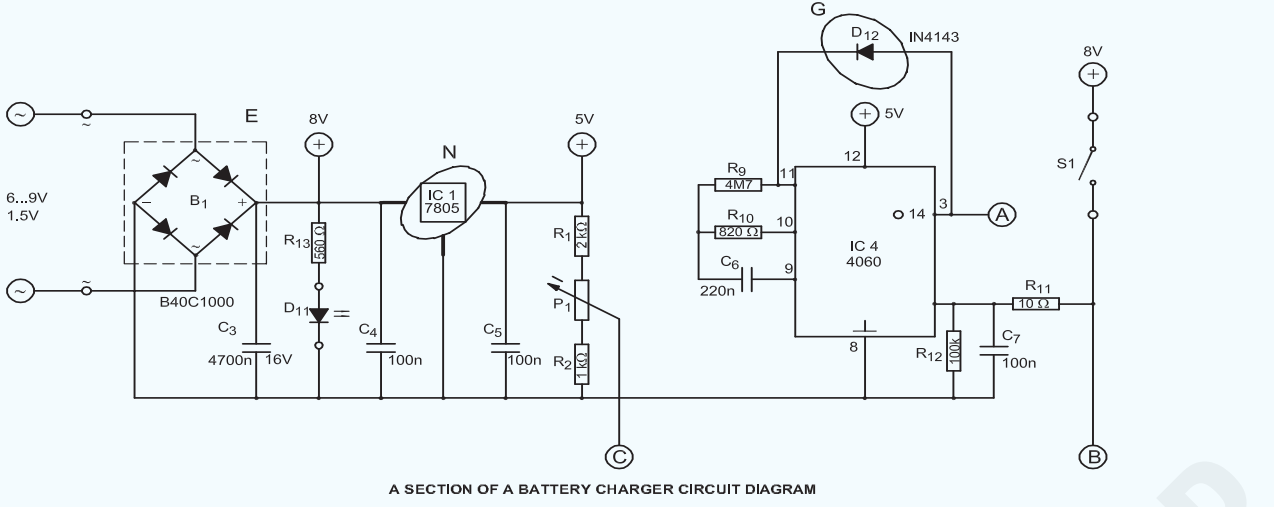 G
D12
IN4143
8V
+
~
~
E
8V
+
N
5V
+
+
5V
12
S1
6...9V
1.5V
~
−
B1
+
~
IC 1
7805
R9
4M7
11
R10
820 Ω
10
14
3
A
R13
560 Ω
R1
2 kΩ
C6
220n
9
IC 4
4060
~
~
B40C1000
D11
P1
R11
10 Ω
C3
4700n
16V
C4
100n
C5
100n
R2
1 kΩ
8
R12
100k
C7
100n
C
B
A SECTION OF A BATTERY CHARGER CIRCUIT DIAGRAM